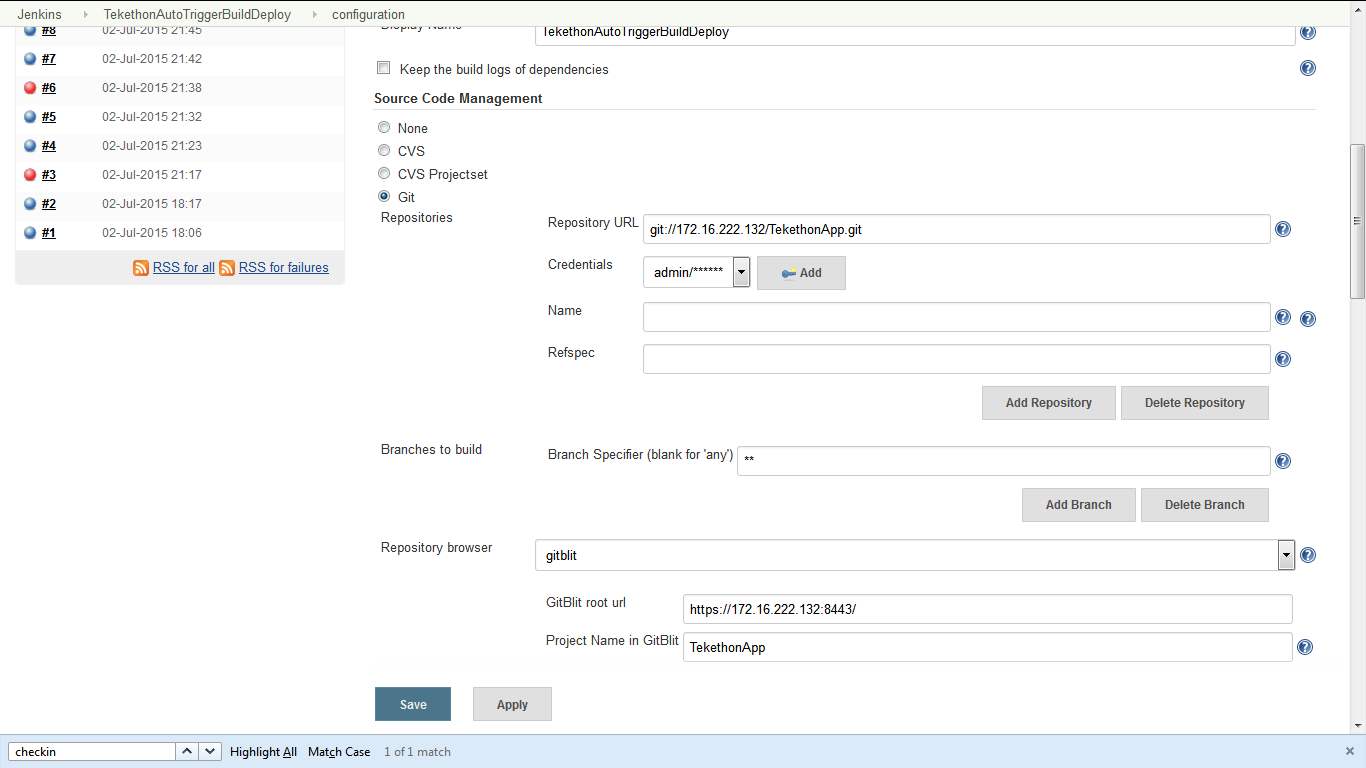 Jenkins TekethonAutoTriggerBuildDeploy configuration
#8 02-Jul-2015 21:45
#7 02-Jul-2015 21:42
#6 02-Jul-2015 21:38
#5 02-Jul-2015 21:32
#4 02-Jul-2015 21:23
#3 02-Jul-2015 21:17
#2 02-Jul-2015 18:17
#1 02-Jul-2015 18:06
RSS for all RSS for failures
Display Name TekethonAutoTriggerBuildDeploy
Keep the build logs of dependencies
Source Code Management
None
CVS
CVS Projectset
Git
Repositories
Repository URL git://172.16.222.132/TekethonApp.git
Credentials admin/****** Add
Name
Refspec
Add Repository Delete Repository
Branches to build Branch Specifier (blank for 'any') **
Add Branch Delete Branch
Repository browser gitblit
GitBlit root url https://172.16.222.132:8443/
Project Name in GitBlit TekethonApp
Save Apply
checkin Highlight All Match Case 1 of 1 match